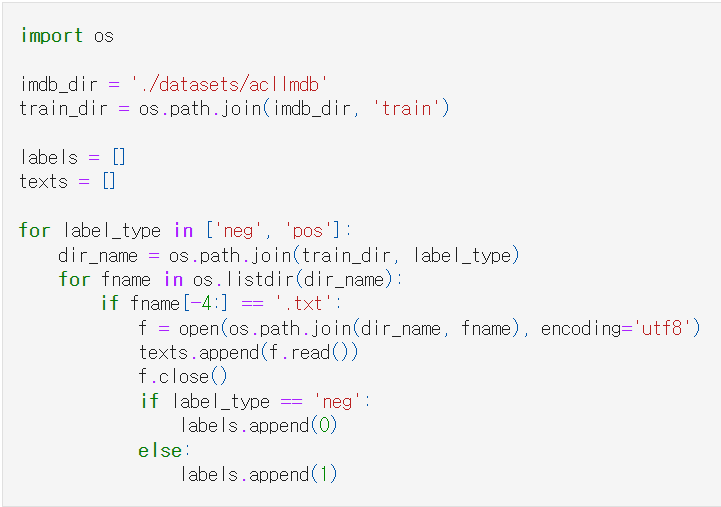 import os

imdb_dir = './datasets/acllmdb'
train_dir = os.path.join(imdb_dir, 'train')

labels = []
texts = []

for label_type in ['neg', 'pos']:
    dir_name = os.path.join(train_dir, label_type)
    for fname in os.listdir(dir_name):
        if fname[-4:] == '.txt':
            f = open(os.path.join(dir_name, fname), encoding='utf8')
            texts.append(f.read())
            f.close()
            if label_type == 'neg':
                labels.append(0)
            else:
                labels.append(1)